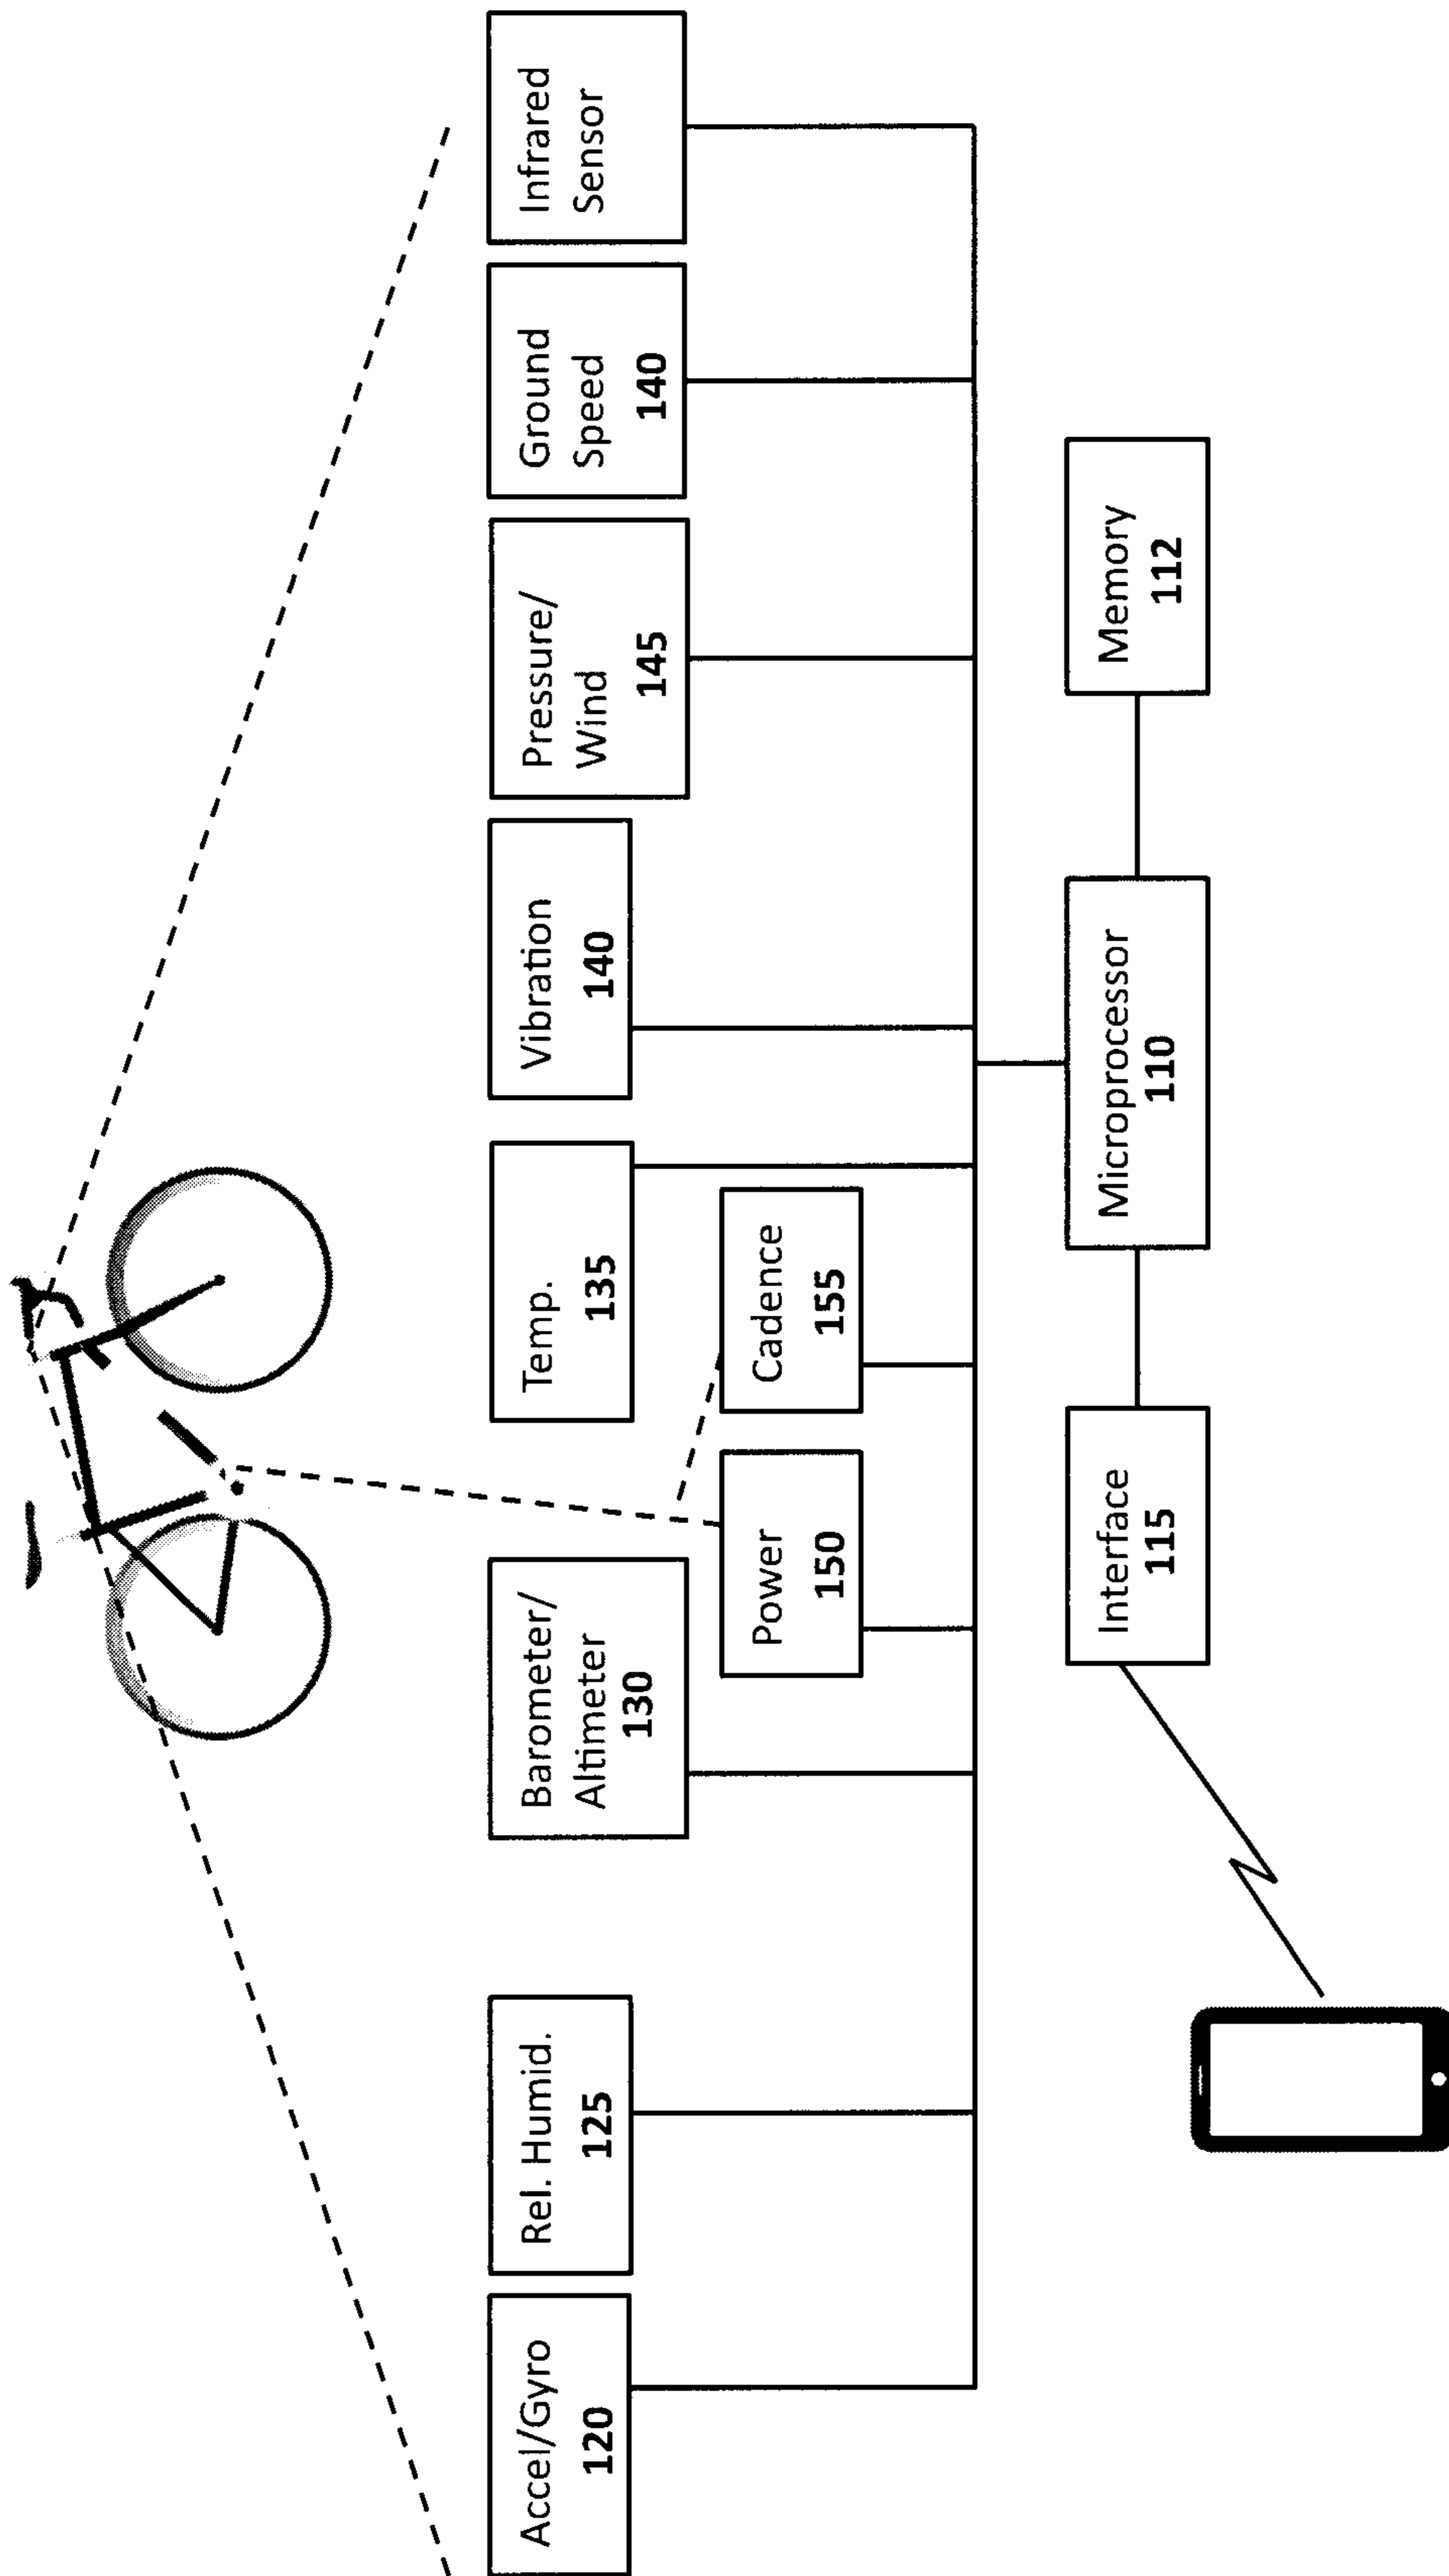 Accel/Gyro
120
Rel. Humid.
125
Barometer/
Altimeter
130
Temp.
135
Vibration
140
Pressure/
Wind
145
Ground
Speed
140
Infrared
Sensor
Power
150
Cadence
155
Interface
115
Microprocessor
110
Memory
112